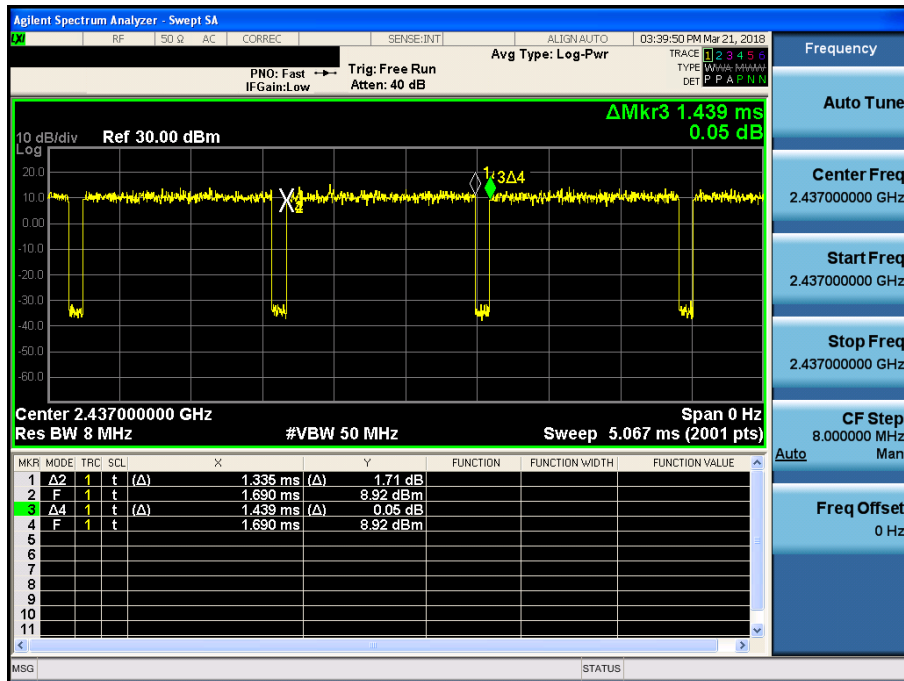 Agilent Spectrum Analyzer - Swept SA
LXI RF 50 Ω AC CORREC SENSE:INT ALIGN AUTO 03:39:50 PM Mar 21, 2018
PNO: Fast Trig: Free Run Avg Type: Log-Pwr TRACE 1 2 3 4 5 6
IFGain:Low Atten: 40 dB TYPE WWA MWWW
DET P P A P N N
Frequency
ΔMkr3 1.439 ms
0.05 dB
10 dB/div Ref 30.00 dBm
Log
20.0
10.0
0.00
-10.0
-20.0
-30.0
-40.0
-50.0
-60.0
3Δ4
Center 2.437000000 GHz Span 0 Hz
Res BW 8 MHz #VBW 50 MHz Sweep 5.067 ms (2001 pts)
MKR MODE TRC SCL X Y FUNCTION FUNCTION WIDTH FUNCTION VALUE
1 Δ2 1 t (Δ) 1.335 ms (Δ) 1.71 dB
2 F 1 t 1.690 ms 8.92 dBm
3 Δ4 1 t (Δ) 1.439 ms (Δ) 0.05 dB
4 F 1 t 1.690 ms 8.92 dBm
5
6
7
8
9
10
11
MSG STATUS
Auto Tune
Center Freq
2.437000000 GHz
Start Freq
2.437000000 GHz
Stop Freq
2.437000000 GHz
CF Step
8.000000 MHz
Auto Man
Freq Offset
0 Hz